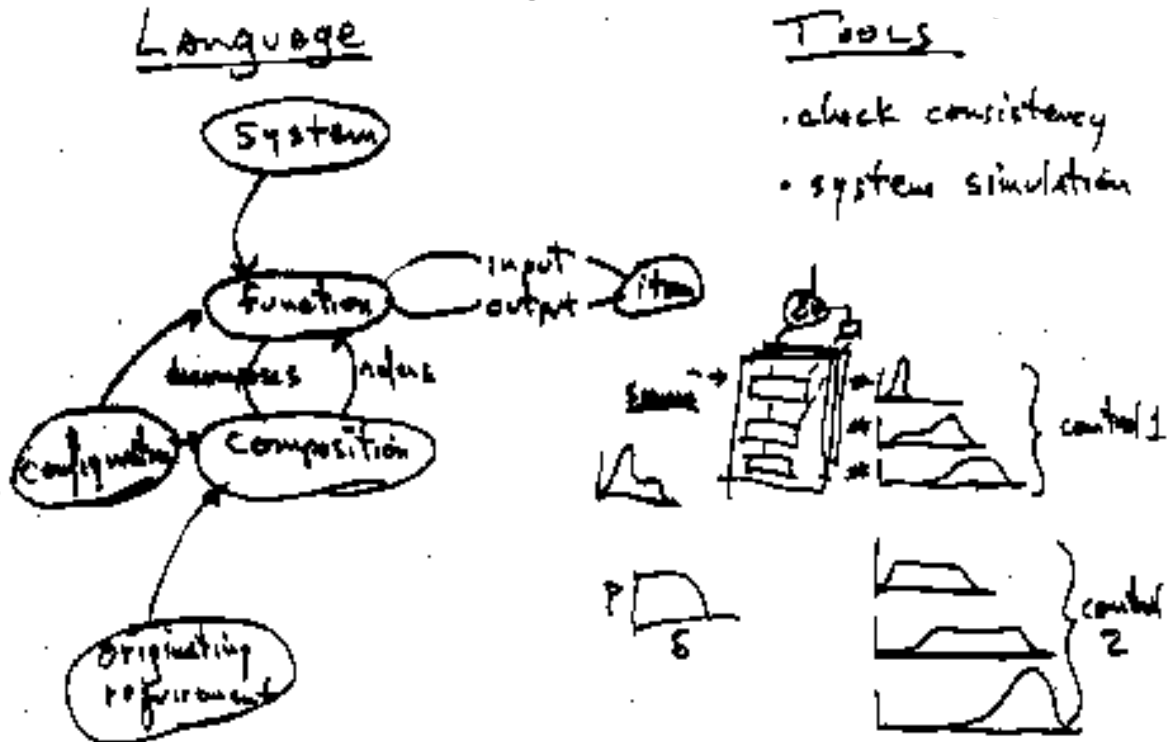 Language
System
function
input
output
item
decomposes
configuration
composition
originating
requirement
Tools
• check consistency
• system simulation
control 1
P
δ
control
2